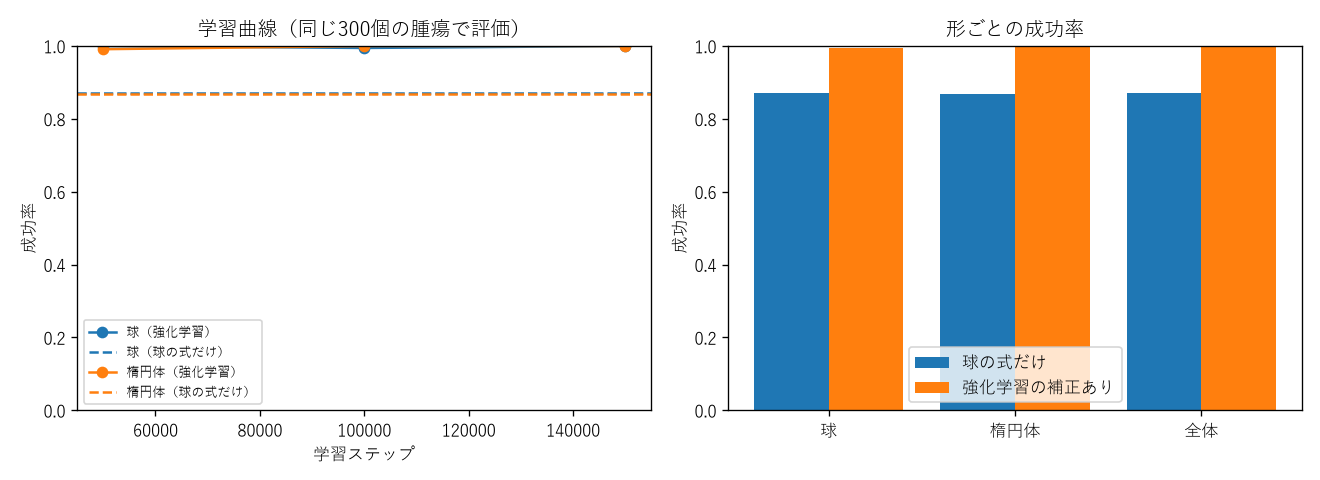 学習曲線（同じ300個の腫瘍で評価）
1.0
0.8
0.6
0.4
0.2
0.0
成功率
球（強化学習）
球（球の式だけ）
楕円体（強化学習）
楕円体（球の式だけ）
60000 80000 100000 120000 140000
学習ステップ
形ごとの成功率
1.0
0.8
0.6
0.4
0.2
0.0
成功率
球の式だけ
強化学習の補正あり
球 楕円体 全体